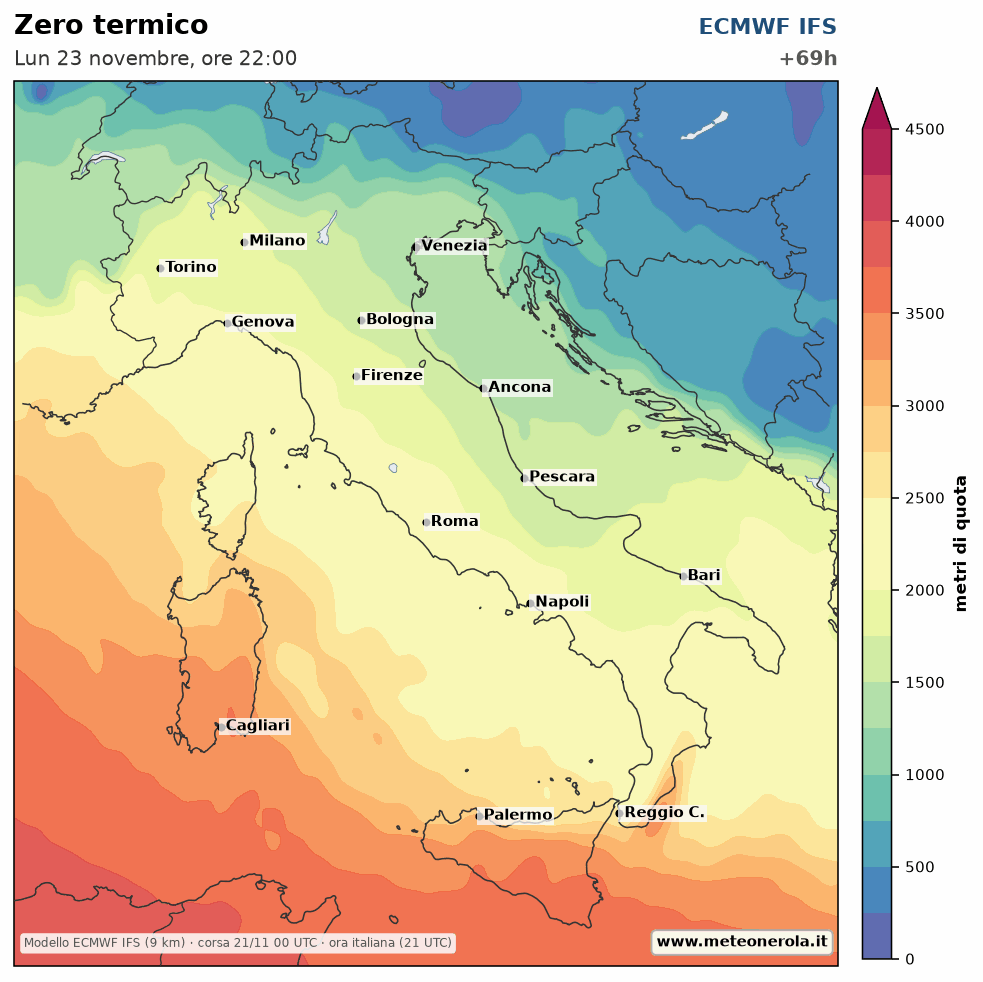 Zero termico
ECMWF IFS
Lun 23 novembre, ore 22:00
+69h
Milano
Venezia
Torino
Genova
Bologna
Firenze
Ancona
Pescara
Roma
Bari
Napoli
Cagliari
Palermo
Reggio C.
4500
4000
3500
3000
2500
2000
1500
1000
500
0
metri di quota
Modello ECMWF IFS (9 km) · corsa 21/11 00 UTC · ora italiana (21 UTC)
www.meteonerola.it